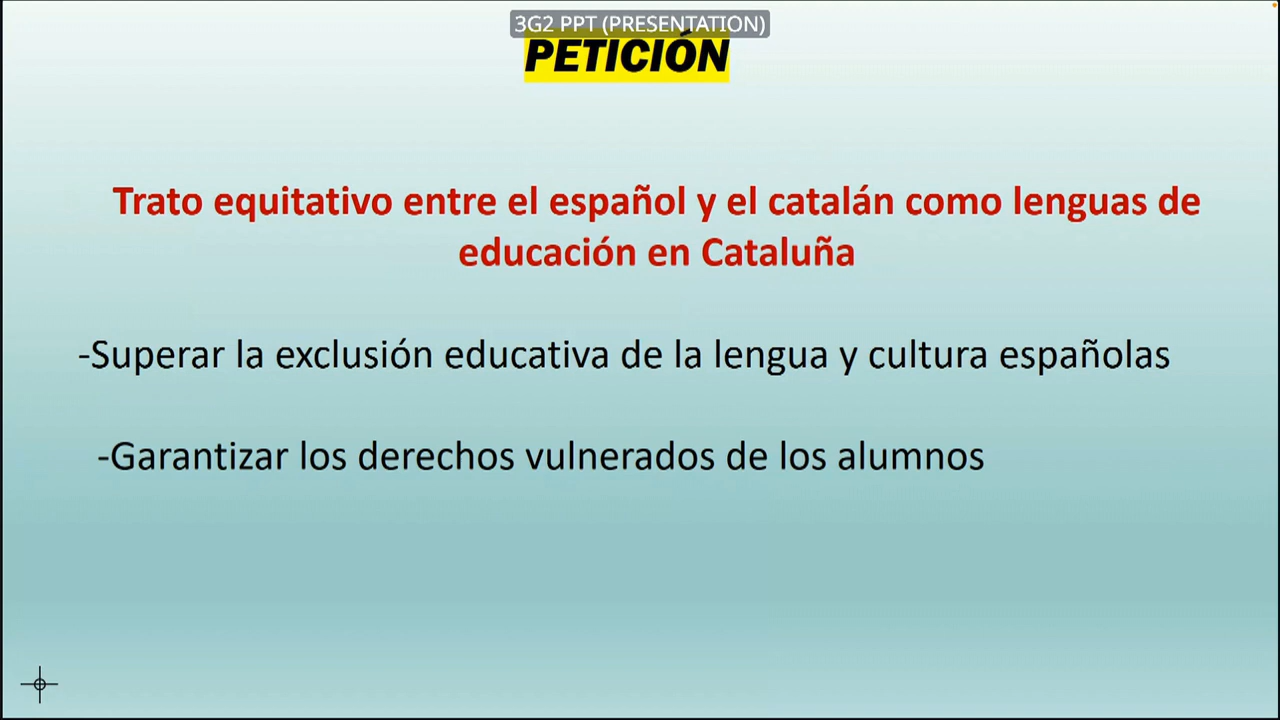 3G2 PPT (PRESENTATION)
PETICIÓN
Trato equitativo entre el español y el catalán como lenguas de
educación en Cataluña
-Superar la exclusión educativa de la lengua y cultura españolas
-Garantizar los derechos vulnerados de los alumnos